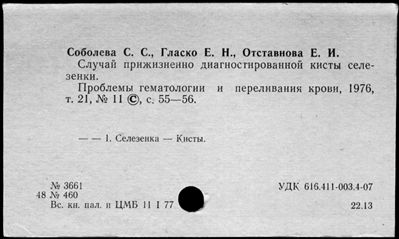 Соболева С. С., Гласко Е. Н., Отставнова Е. И.
Случай прижизненно диагностированной кисты селе-
зенки.
Проблемы гематологии и переливания крови, 1976,
т. 21, № 11 ©, с. 55—56.
— — 1. Селезенка — Кисты.
№ 3661
УДК 616.411-003.4-07
48 № 460
Вс. кн. пал. и ЦМБ 11 I 77
22.13